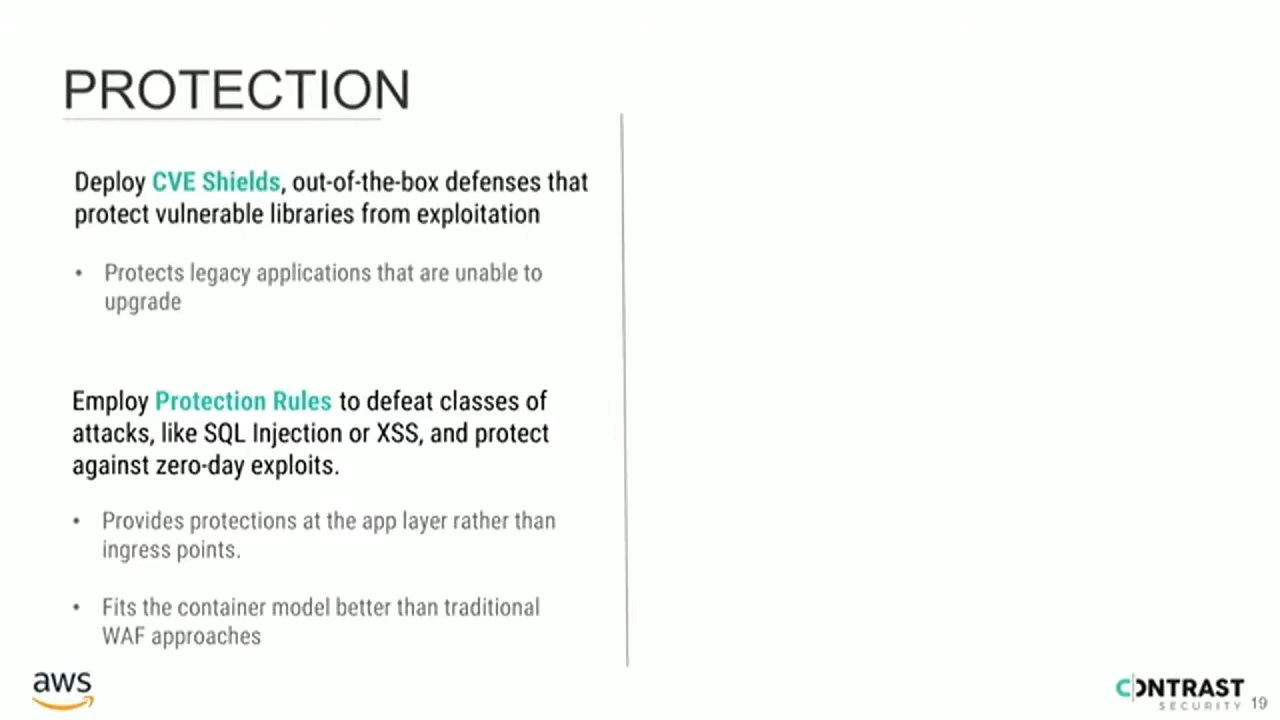 PROTECTION
Deploy CVE Shields, out-of-the-box defenses that
protect vulnerable libraries from exploitation
• Protects legacy applications that are unable to
upgrade
Employ Protection Rules to defeat classes of
attacks, like SQL Injection or XSS, and protect
against zero-day exploits.
• Provides protections at the app layer rather than
ingress points.
• Fits the container model better than traditional
WAF approaches
aws
CONTRAST
SECURITY
19